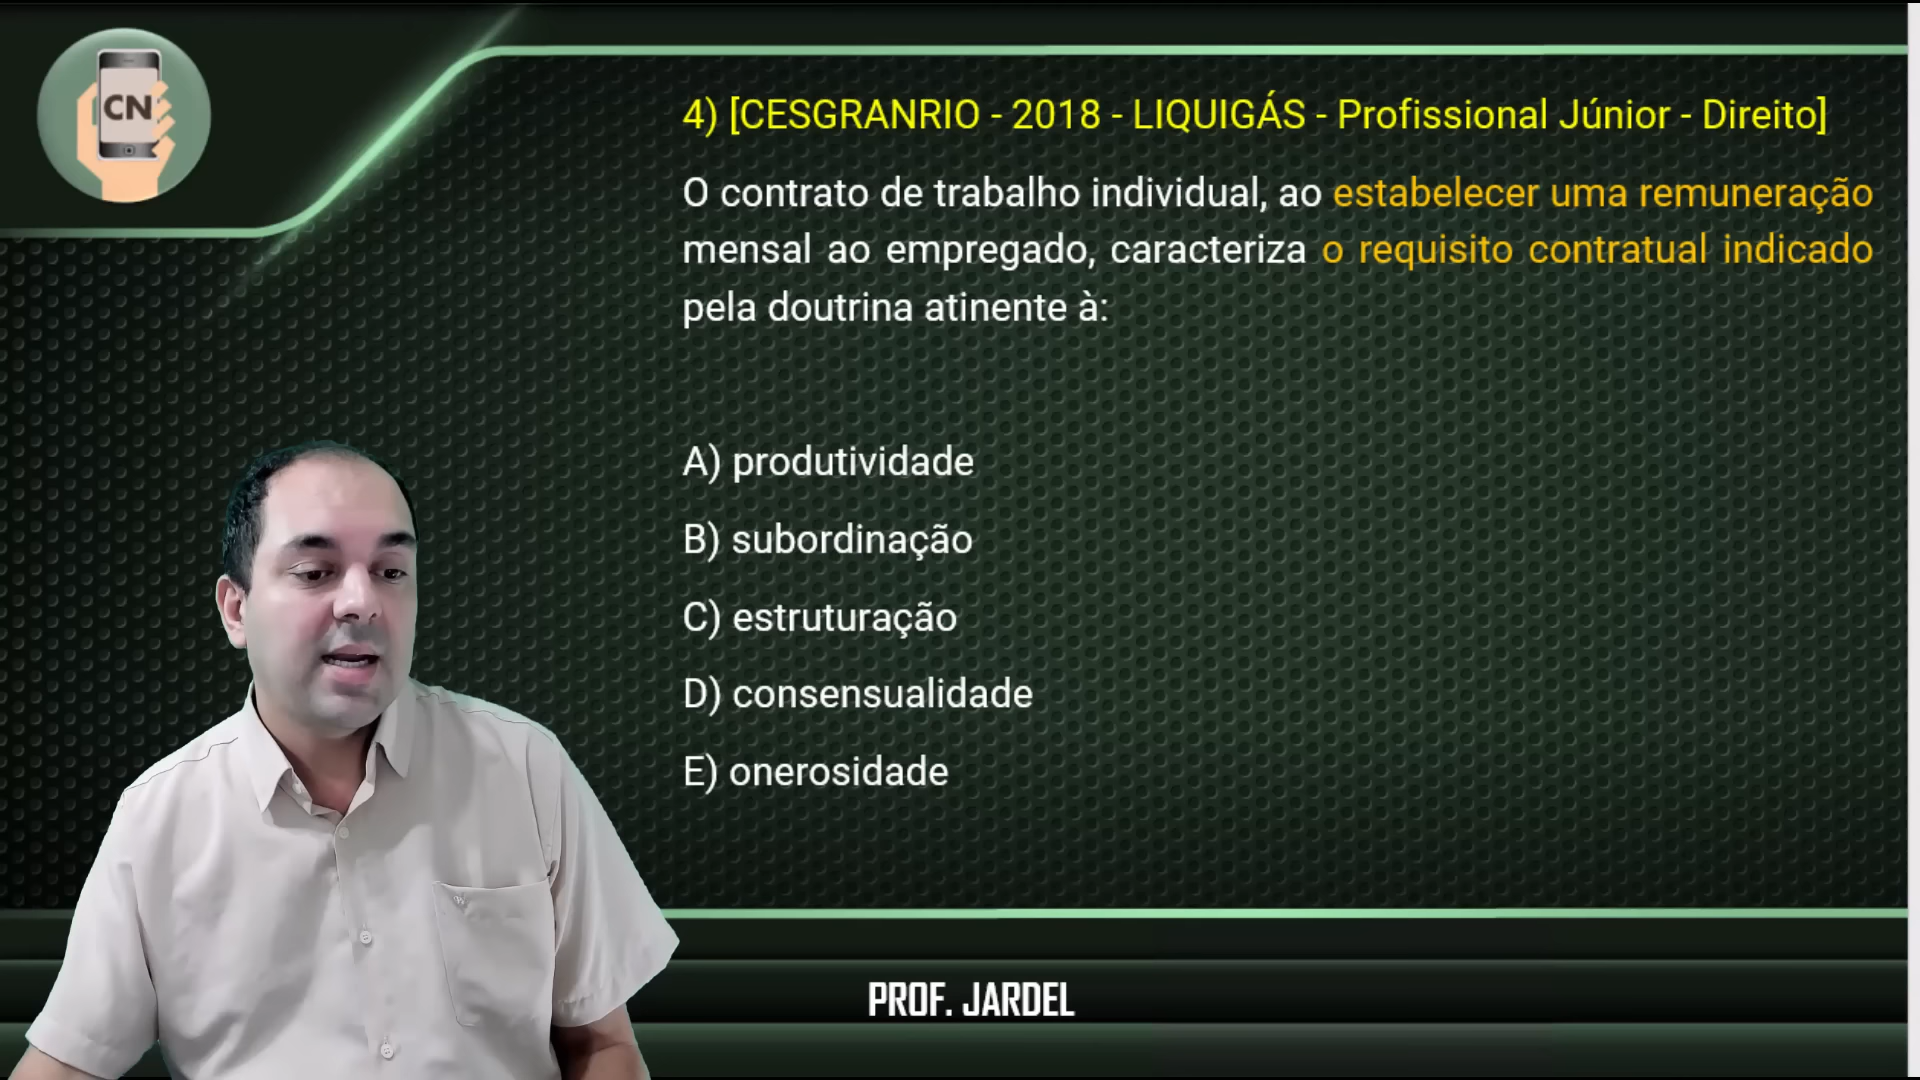 CN
4) [CESGRANRIO - 2018 - LIQUIGÁS - Profissional Júnior - Direito]
O contrato de trabalho individual, ao estabelecer uma remuneração
mensal ao empregado, caracteriza o requisito contratual indicado
pela doutrina atinente à:
A) produtividade
B) subordinação
C) estruturação
D) consensualidade
E) onerosidade
PROF. JARDEL